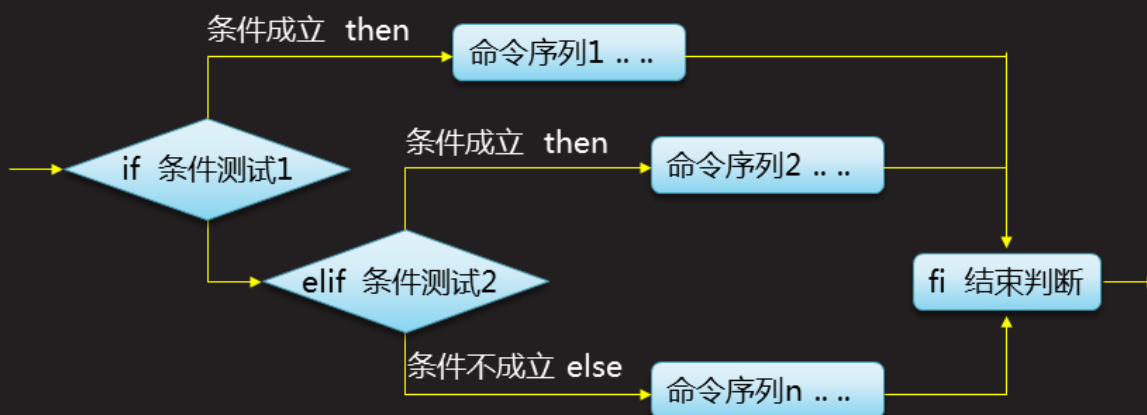 条件成立 then
命令序列1 .. ..
if 条件测试1
条件成立 then
命令序列2 .. ..
elif 条件测试2
fi 结束判断
条件不成立 else
命令序列n .. ..